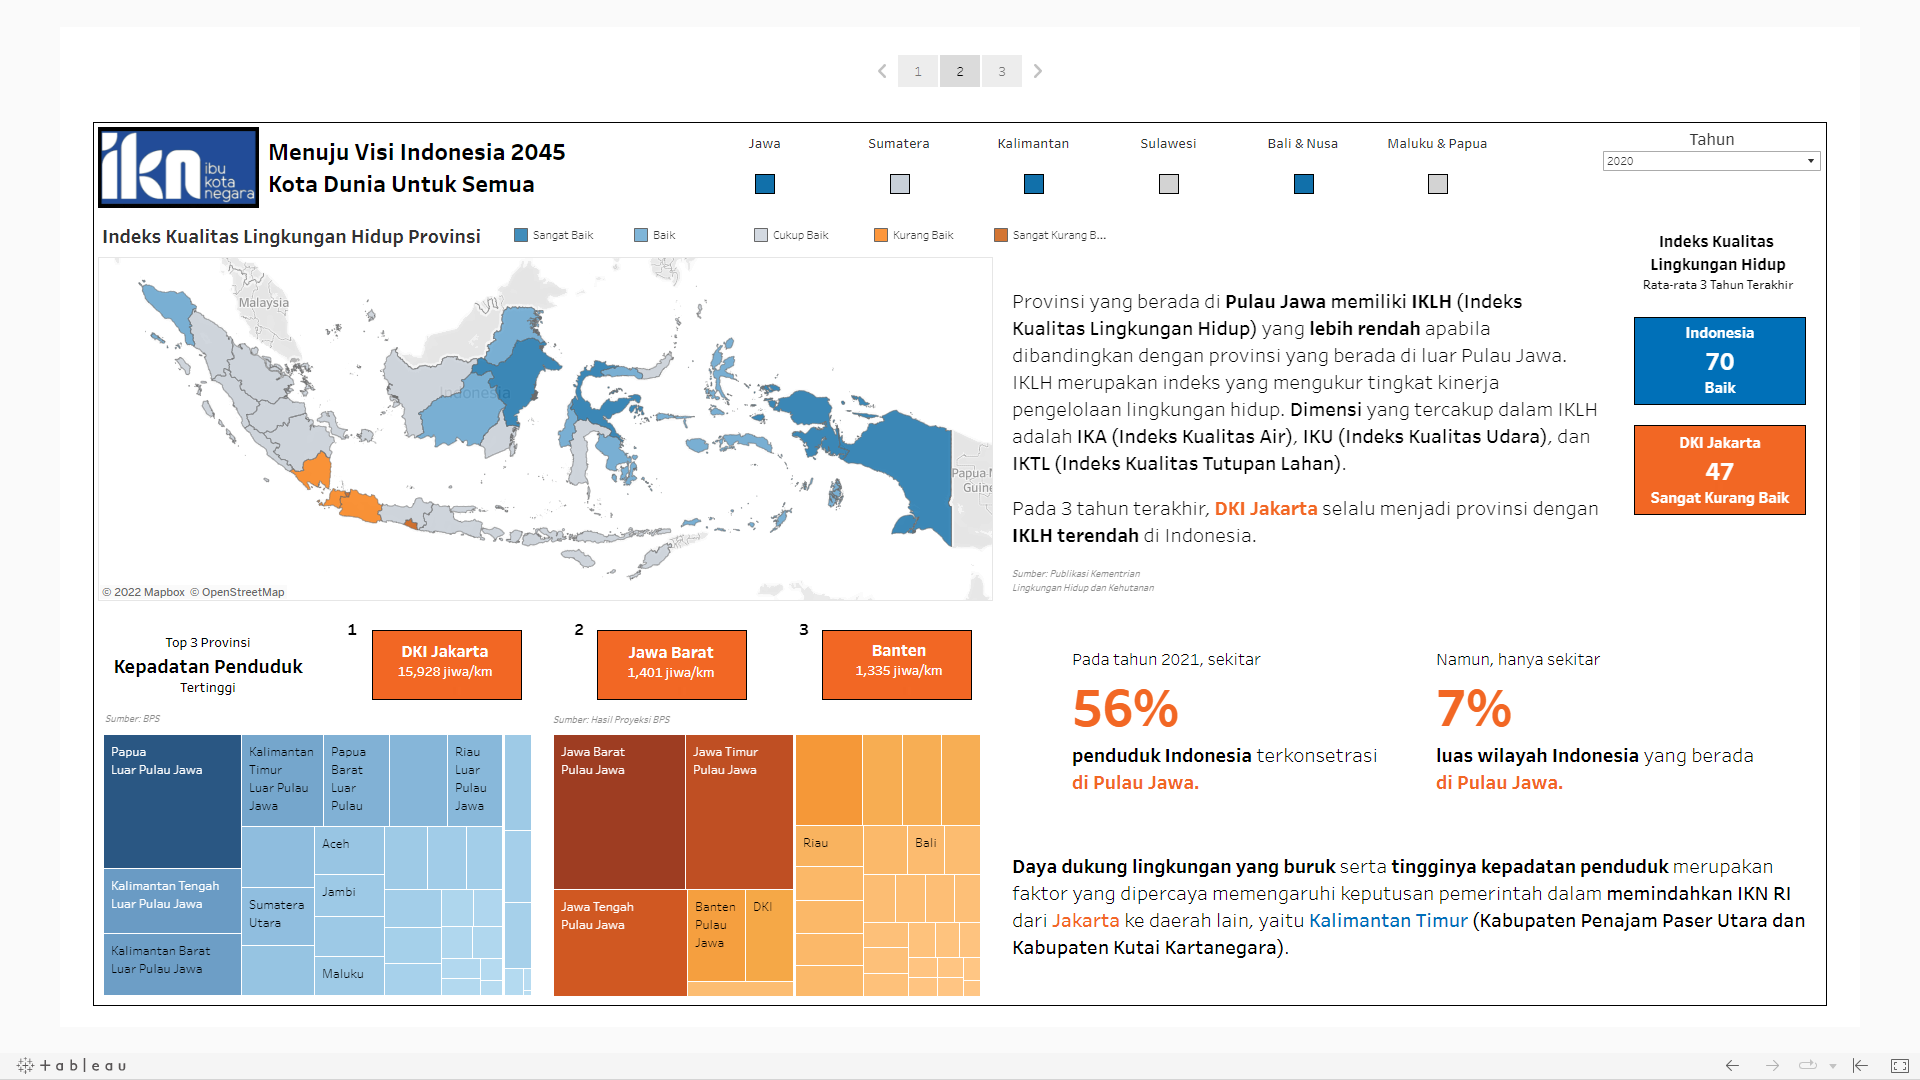 1
2
3
ikn ibu kota negara
Menuju Visi Indonesia 2045
Kota Dunia Untuk Semua
Jawa
Sumatera
Kalimantan
Sulawesi
Bali & Nusa
Maluku & Papua
Tahun
2020
Indeks Kualitas Lingkungan Hidup Provinsi
Sangat Baik
Baik
Cukup Baik
Kurang Baik
Sangat Kurang B...
Malaysia
Indonesia
Papua N
Guine
© 2022 Mapbox © OpenStreetMap
Provinsi yang berada di Pulau Jawa memiliki IKLH (Indeks
Kualitas Lingkungan Hidup) yang lebih rendah apabila
dibandingkan dengan provinsi yang berada di luar Pulau Jawa.
IKLH merupakan indeks yang mengukur tingkat kinerja
pengelolaan lingkungan hidup. Dimensi yang tercakup dalam IKLH
adalah IKA (Indeks Kualitas Air), IKU (Indeks Kualitas Udara), dan
IKTL (Indeks Kualitas Tutupan Lahan).
Pada 3 tahun terakhir, DKI Jakarta selalu menjadi provinsi dengan
IKLH terendah di Indonesia.
Sumber: Publikasi Kementrian
Lingkungan Hidup dan Kehutanan
Indeks Kualitas
Lingkungan Hidup
Rata-rata 3 Tahun Terakhir
Indonesia
70
Baik
DKI Jakarta
47
Sangat Kurang Baik
Top 3 Provinsi
Kepadatan Penduduk
Tertinggi
1
DKI Jakarta
15,928 jiwa/km
2
Jawa Barat
1,401 jiwa/km
3
Banten
1,335 jiwa/km
Sumber: BPS
Sumber: Hasil Proyeksi BPS
Papua
Luar Pulau Jawa
Kalimantan
Timur
Luar Pulau
Jawa
Papua
Barat
Luar
Pulau
Riau
Luar
Pulau
Jawa
Kalimantan Tengah
Luar Pulau Jawa
Kalimantan Barat
Luar Pulau Jawa
Sumatera
Utara
Aceh
Jambi
Maluku
Jawa Barat
Pulau Jawa
Jawa Timur
Pulau Jawa
Jawa Tengah
Pulau Jawa
Banten
Pulau
Jawa
DKI
Riau
Bali
Pada tahun 2021, sekitar
56%
penduduk Indonesia terkonsetrasi
di Pulau Jawa.
Namun, hanya sekitar
7%
luas wilayah Indonesia yang berada
di Pulau Jawa.
Daya dukung lingkungan yang buruk serta tingginya kepadatan penduduk merupakan
faktor yang dipercaya memengaruhi keputusan pemerintah dalam memindahkan IKN RI
dari Jakarta ke daerah lain, yaitu Kalimantan Timur (Kabupaten Penajam Paser Utara dan
Kabupaten Kutai Kartanegara).
+ableau